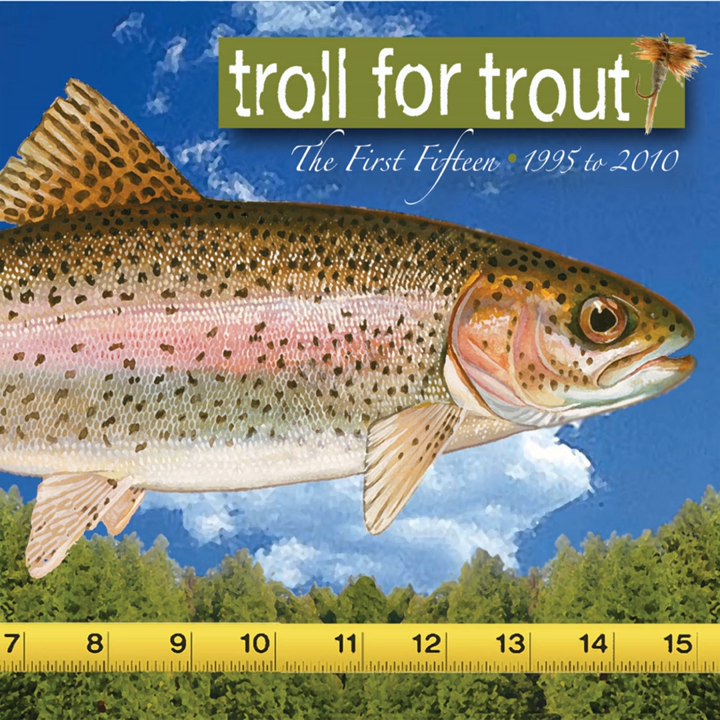 troll for trout
The First Fifteen • 1995 to 2010
7 8 9 10 11 12 13 14 15